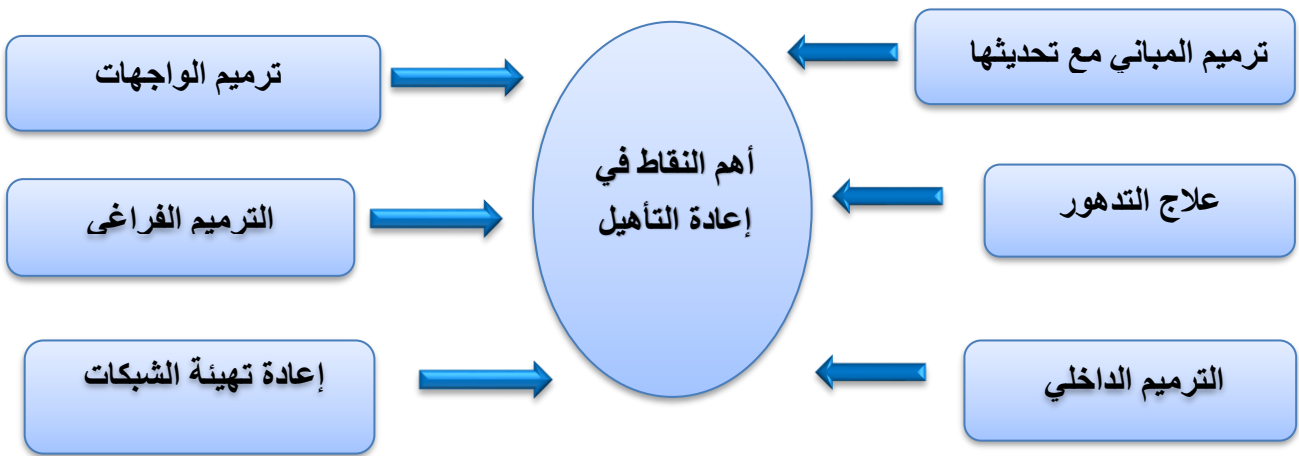 ترميم المباني مع تحديثها
ترميم الواجهات
أهم النقاط في
إعادة التأهيل
علاج التدهور
الترميم الفراغي
الترميم الداخلي
إعادة تهيئة الشبكات